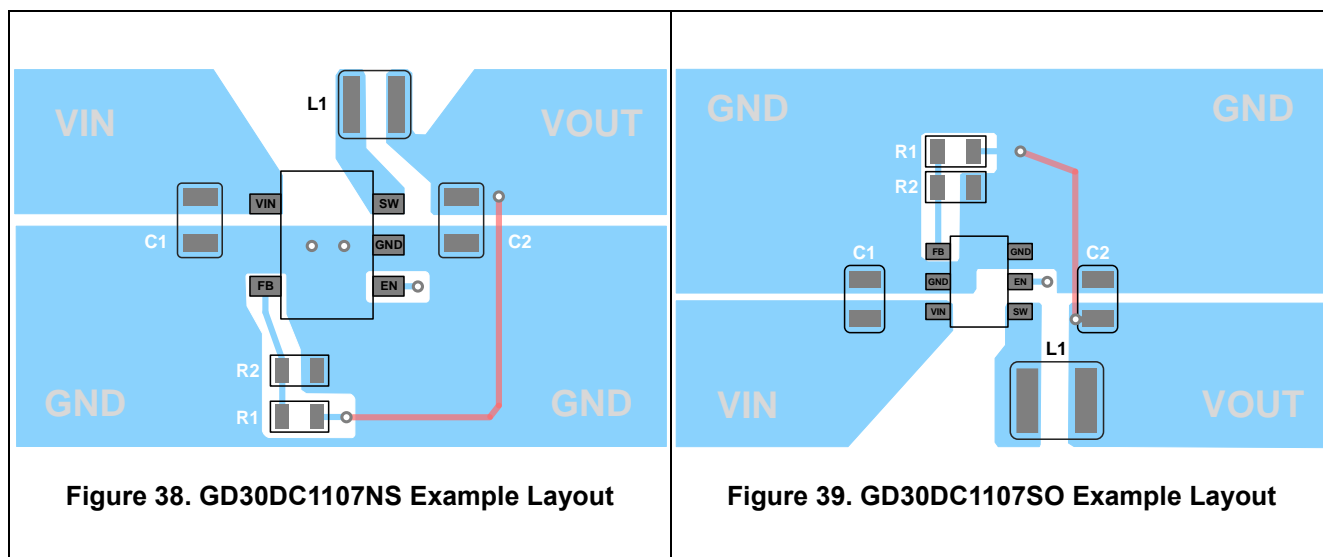 L1
VIN
VOUT
VIN
SW
C1
GND
C2
FB
EN
R2
GND
GND
R1
Figure 38. GD30DC1107NS Example Layout
GND
GND
R1
R2
FB
GND
C1
C2
GND
EN
VIN
SW
L1
VIN
VOUT
Figure 39. GD30DC1107SO Example Layout